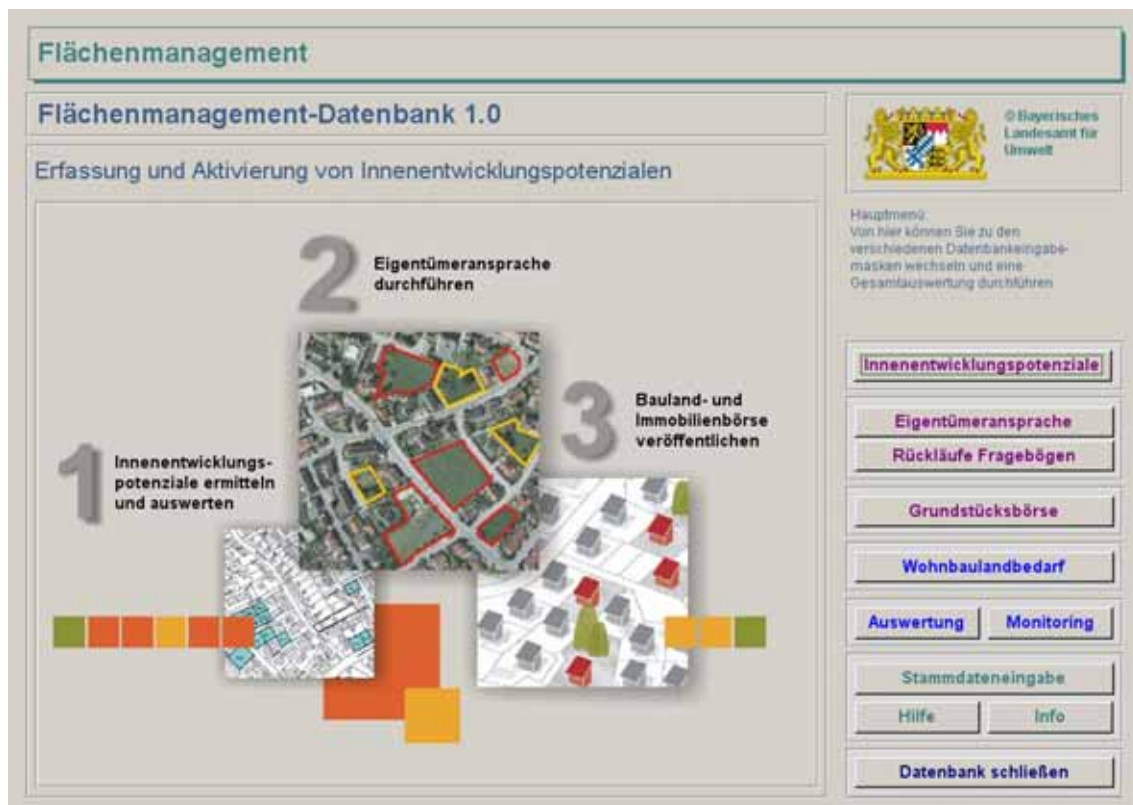 Flächenmanagement
Flächenmanagement-Datenbank 1.0
Erfassung und Aktivierung von Innenentwicklungspotenzialen
© Bayerisches
Landesamt für
Umwelt
Hauptmenü:
Von hier können Sie zu den
verschiedenen Datenbankeingabe-
masken wechseln und eine
Gesamtauswertung durchführen
2
Eigentümeransprache
durchführen
3
Bauland- und
Immobilienbörse
veröffentlichen
1
Innenentwicklungs-
potenziale ermitteln
und auswerten
Innenentwicklungspotenziale
Eigentümeransprache
Rückläufe Fragebögen
Grundstücksbörse
Wohnbaulandbedarf
Auswertung Monitoring
Stammdateneingabe
Hilfe Info
Datenbank schließen